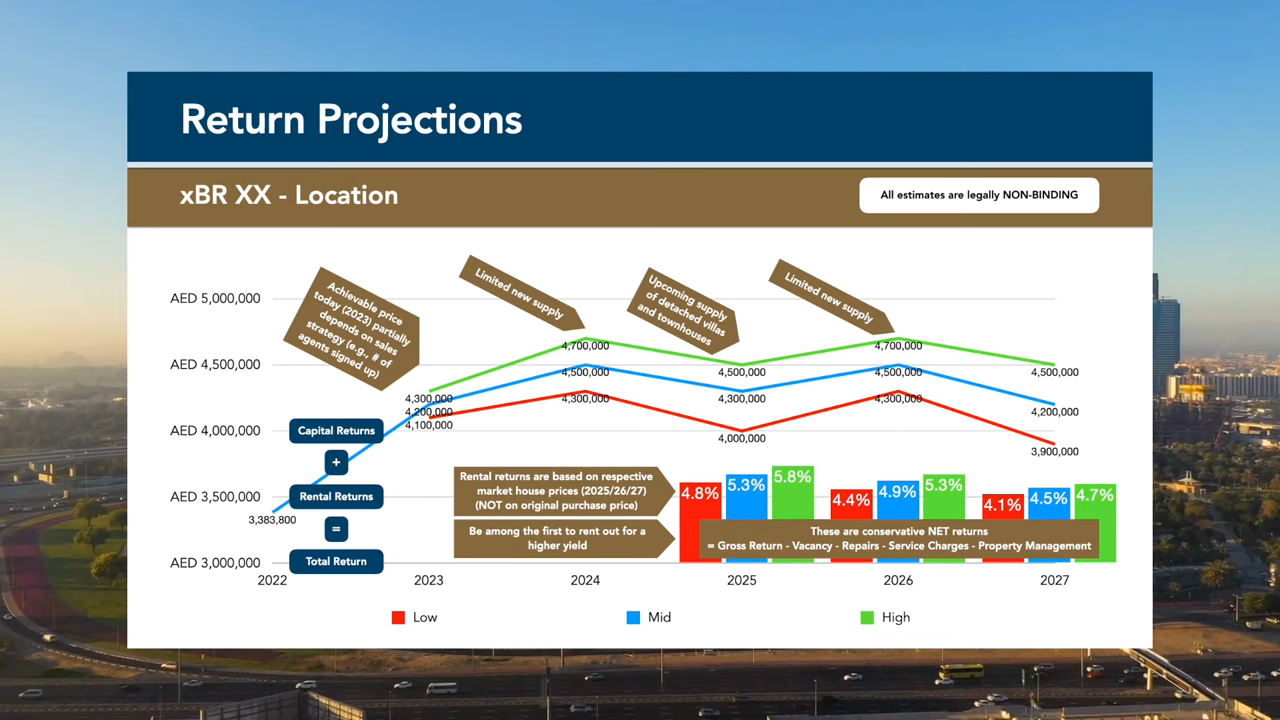 Return Projections
xBR XX - Location
All estimates are legally NON-BINDING
AED 5,000,000
AED 4,500,000
AED 4,000,000
AED 3,500,000
AED 3,000,000
Achievable price
today (2023) partially
depends on sales
strategy (e.g., # of
agents signed up)
Limited new supply
Upcoming supply
of detached villas
and townhouses
Limited new supply
4,700,000
4,500,000
4,300,000
4,500,000
4,300,000
4,000,000
4,700,000
4,500,000
4,300,000
4,500,000
4,200,000
3,900,000
4,300,000
4,200,000
4,100,000
3,383,800
Capital Returns
+
Rental Returns
=
Total Return
Rental returns are based on respective
market house prices (2025/26/27)
(NOT on original purchase price)
Be among the first to rent out for a
higher yield
4.8%
5.3%
5.8%
4.4%
4.9%
5.3%
4.1%
4.5%
4.7%
These are conservative NET returns
= Gross Return - Vacancy - Repairs - Service Charges - Property Management
2022
2023
2024
2025
2026
2027
Low
Mid
High